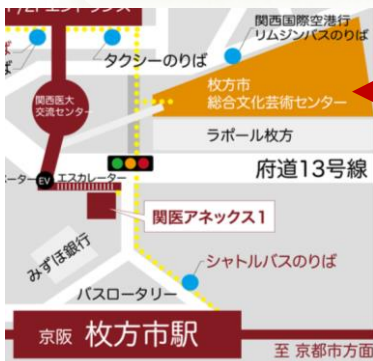 関西国際空港行
リムジンバスのりば
タクシーのりば
枚方市
総合文化芸術センター
関西医大
交流センター
ラポール枚方
府道13号線
ーター
EV
エスカレーター
関医アネックス1
みずほ銀行
シャトルバスのりば
バスロータリー
京阪 枚方市駅
至 京都市方面